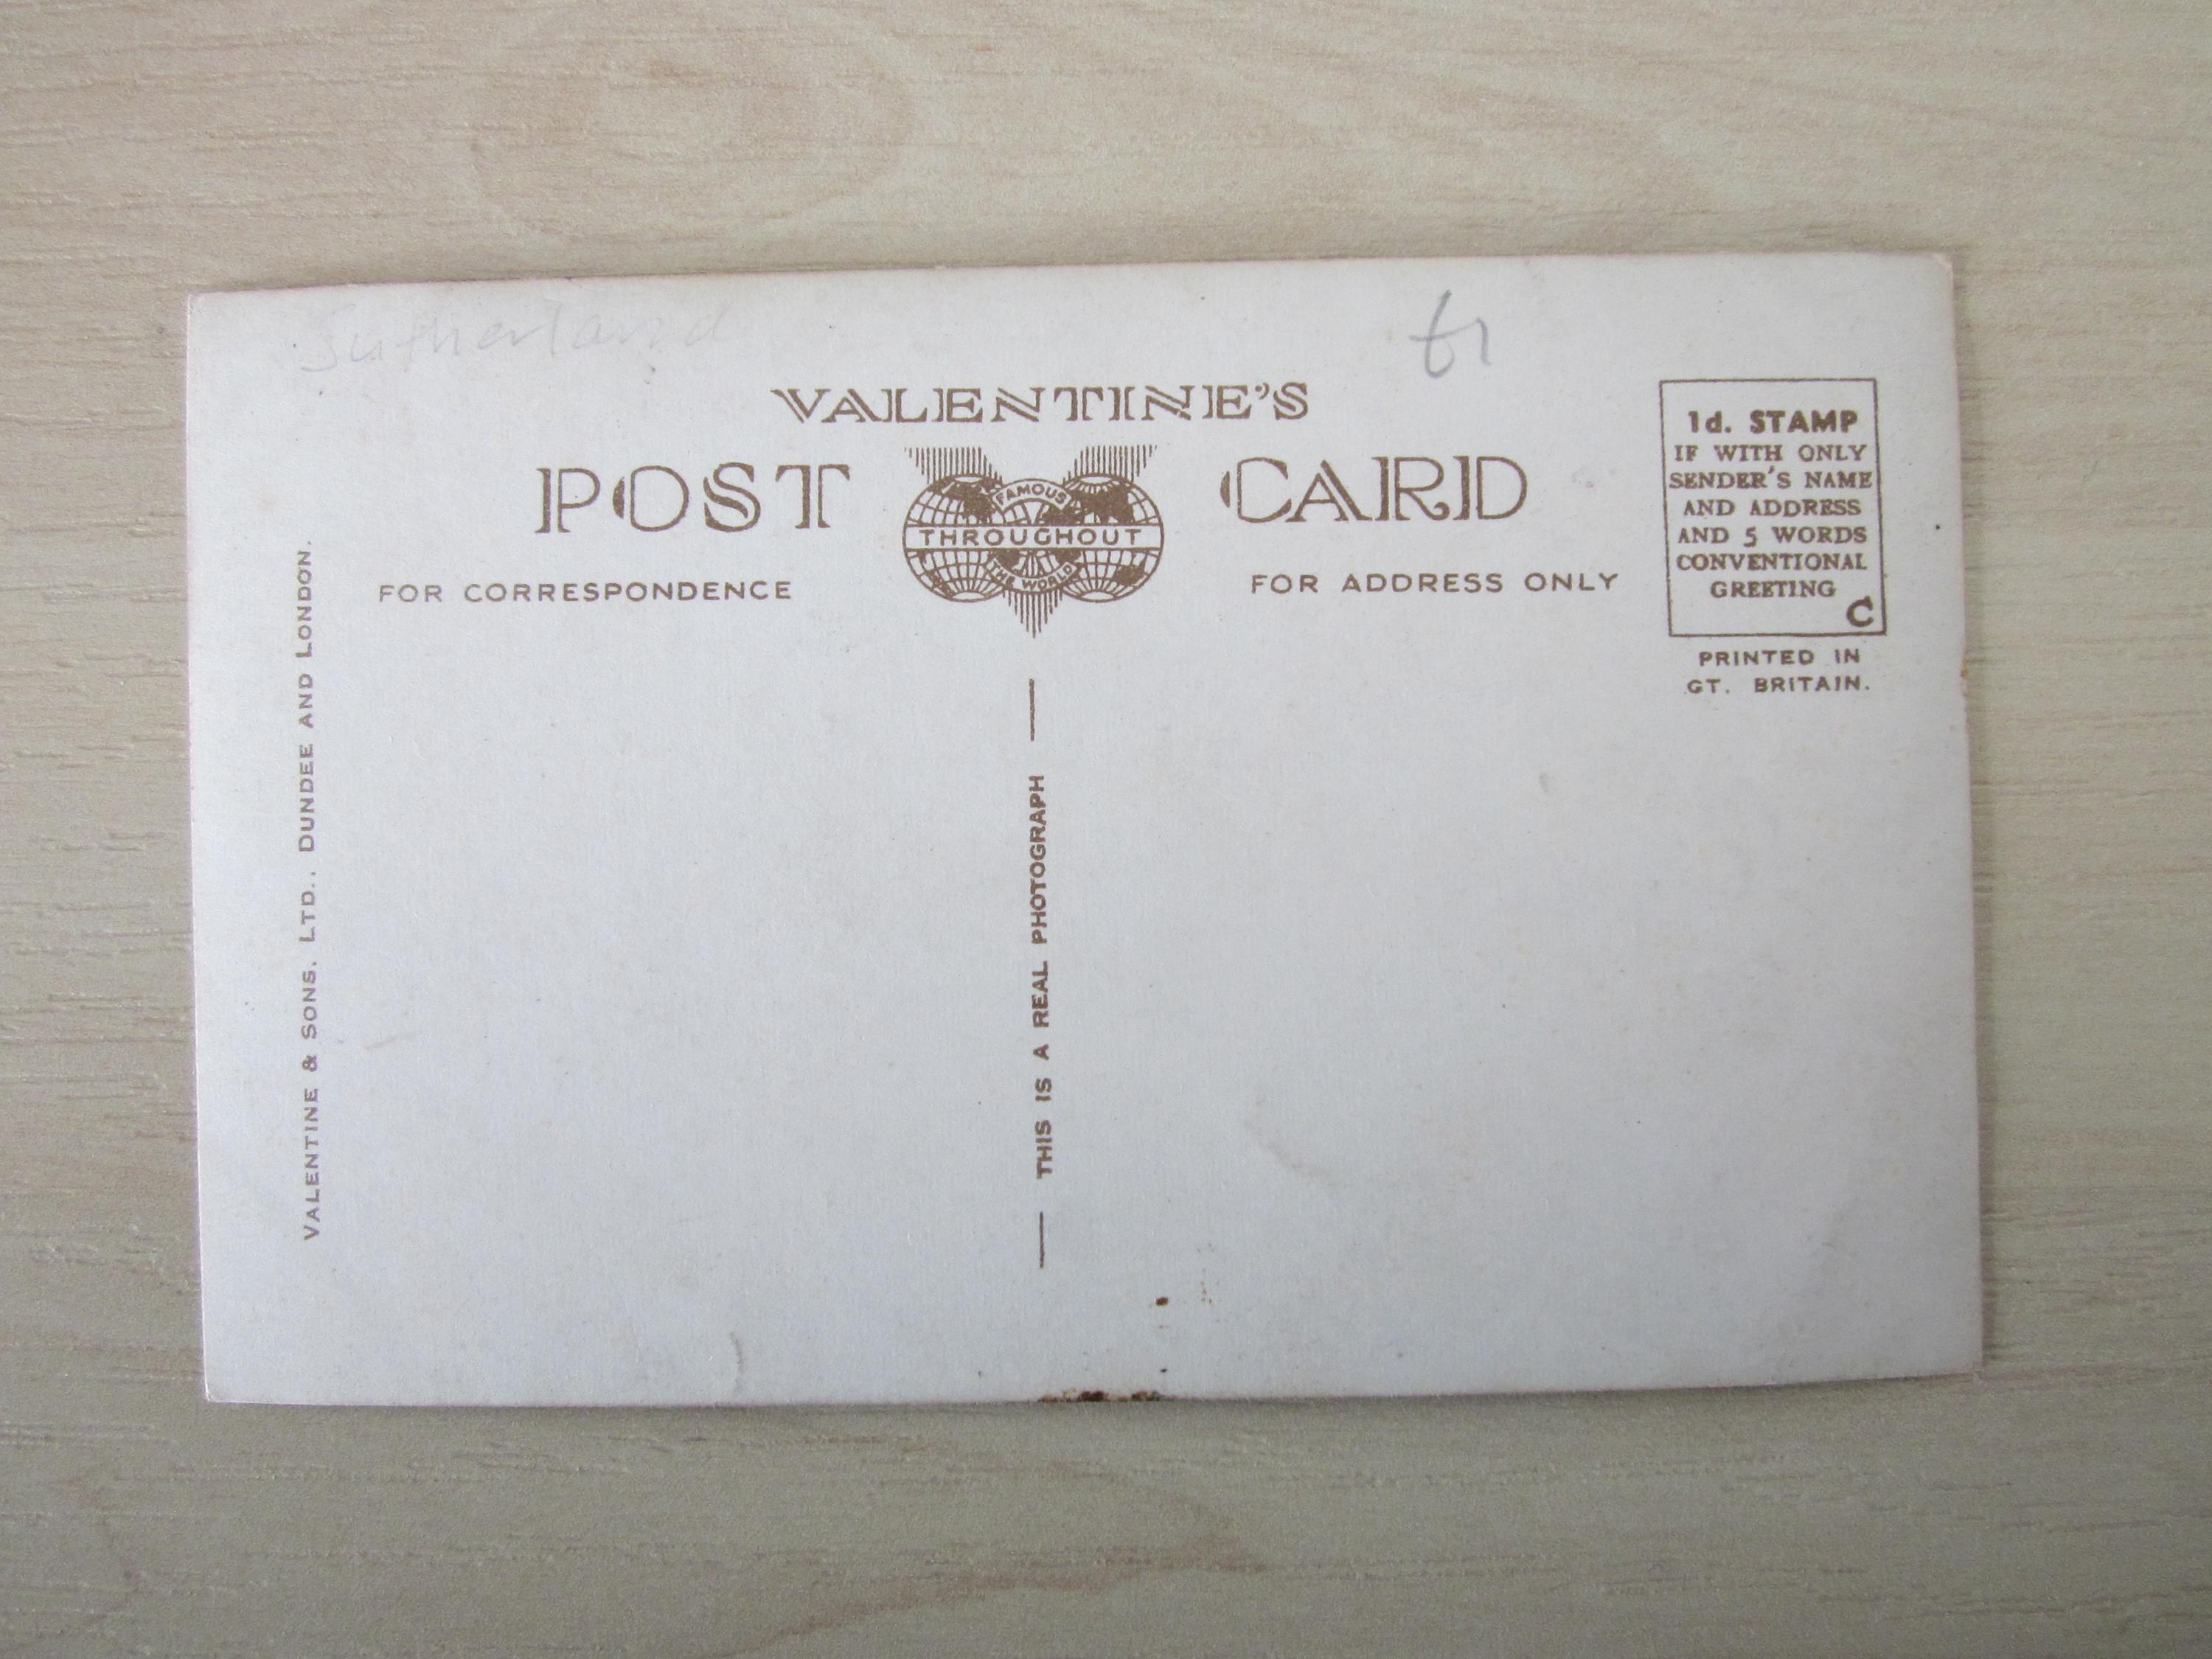 Sutherland
£1
VALENTINE'S
POST CARD
FAMOUS
THROUGHOUT
THE WORLD
FOR CORRESPONDENCE
FOR ADDRESS ONLY
1d. STAMP
IF WITH ONLY
SENDER'S NAME
AND ADDRESS
AND 5 WORDS
CONVENTIONAL
GREETING
C
PRINTED IN
GT. BRITAIN.
VALENTINE & SONS. LTD., DUNDEE AND LONDON.
THIS IS A REAL PHOTOGRAPH